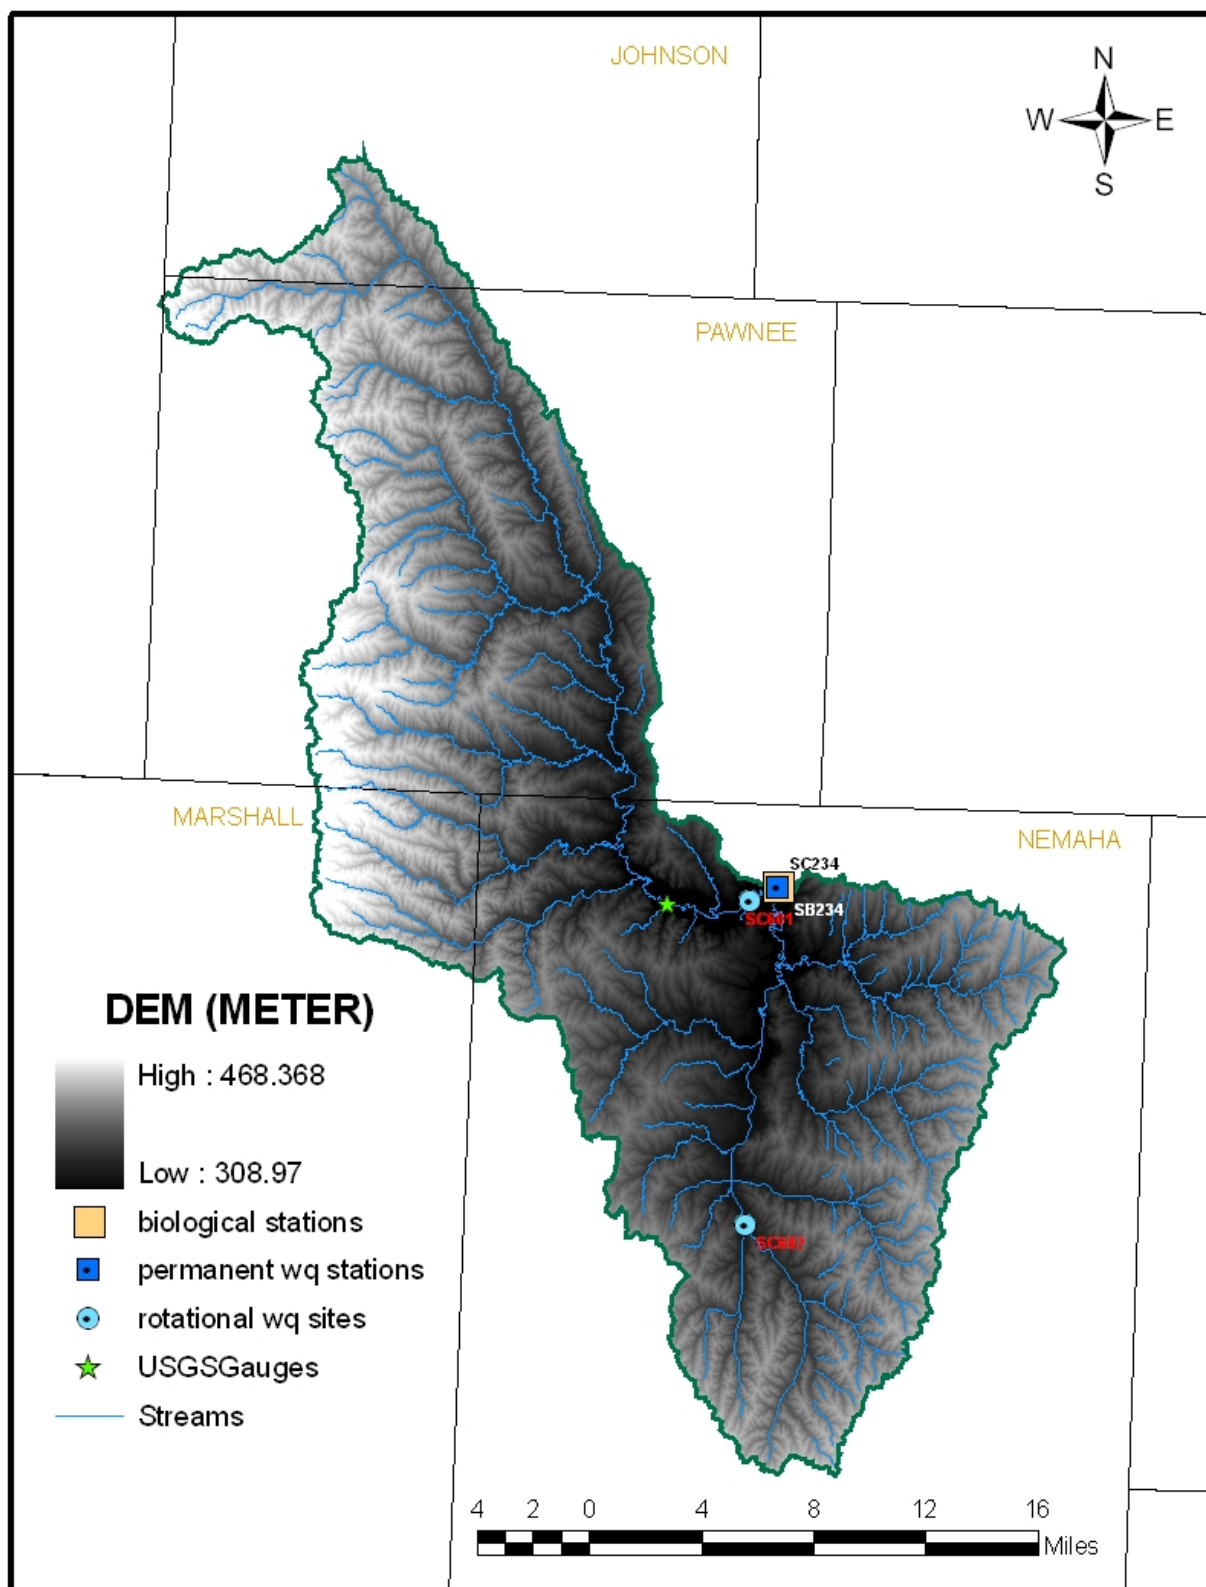 JOHNSON
N
W E
S
PAWNEE
MARSHALL
NEMAHA
SC234
SB234
SC601
DEM (METER)
High : 468.368
Low : 308.97
biological stations
permanent wq stations
rotational wq sites
USGSGauges
Streams
4 2 0 4 8 12 16
Miles